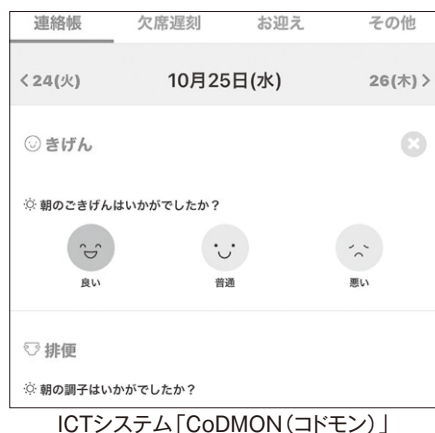 連絡帳 欠席遅刻 お迎え その他
<24(火) 10月25日(水) 26(木)>
きげん
朝のごきげんはいかがでしたか？
良い 普通 悪い
排便
朝の調子はいかがでしたか？
ICTシステム「CoDMON（コドモン）」